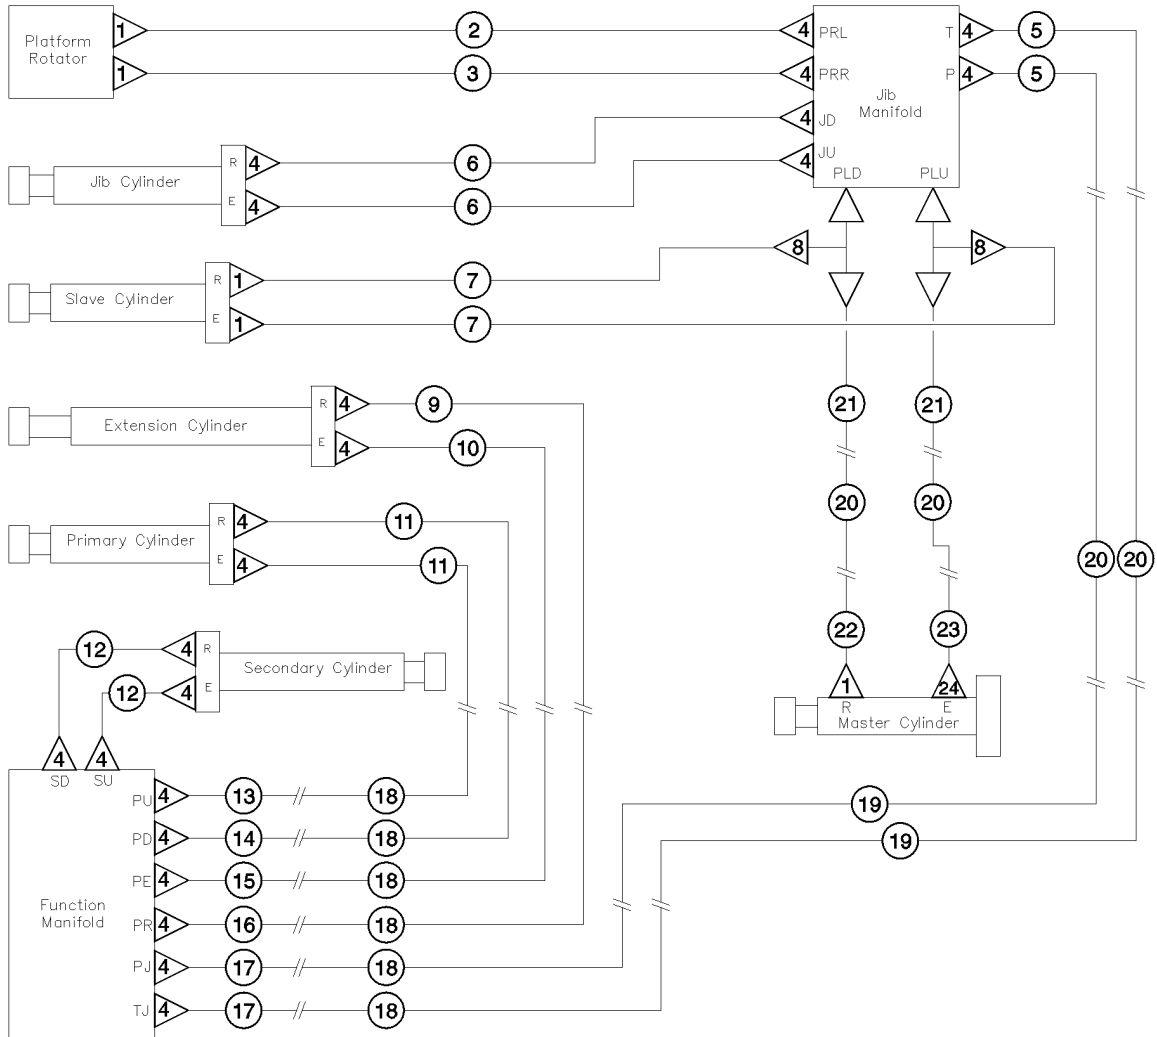 1 2 4 PRL T 4 5
Platform
Rotator
1 3 4 PRR P 4 5
Jib
Manifold
4 JD
4 JU
PLD PLU
R 4 6
Jib Cylinder
E 4 6
8 8
R 1 7
Slave Cylinder
E 1 7
R 4 9 21 21
Extension Cylinder
E 4 10
20 20
R 4 11
Primary Cylinder
E 4 11 20 20
12 4 R 22 23
Secondary Cylinder
12 4 E 1 24
R E
Master Cylinder
4 4
SD SU
PU 4 13 18 19
PD 4 14 18 19
PE 4 15 18
Function
Manifold
PR 4 16 18
PJ 4 17 18
TJ 4 17 18